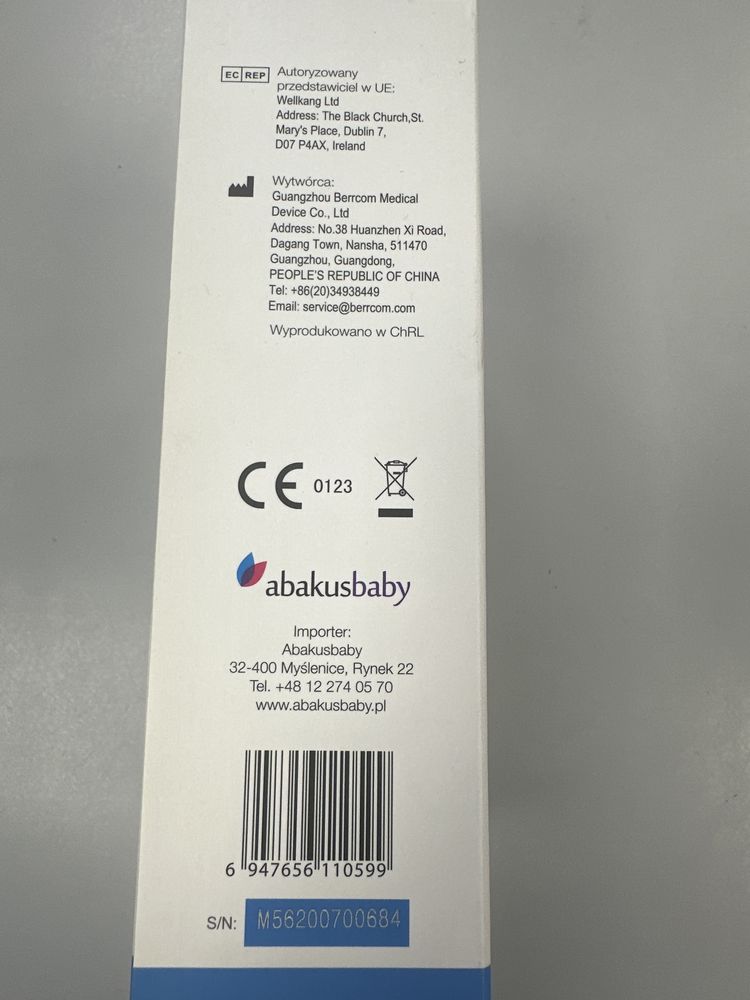 EC REP Autoryzowany
przedstawiciel w UE:
Wellkang Ltd
Address: The Black Church,St.
Mary's Place, Dublin 7,
D07 P4AX, Ireland
Wytwórca:
Guangzhou Berrcom Medical
Device Co., Ltd
Address: No.38 Huanzhen Xi Road,
Dagang Town, Nansha, 511470
Guangzhou, Guangdong,
PEOPLE'S REPUBLIC OF CHINA
Tel: +86(20)34938449
Email: service@berrcom.com
Wyprodukowano w ChRL
CE 0123
abakusbaby
Importer:
Abakusbaby
32-400 Myślenice, Rynek 22
Tel. +48 12 274 05 70
www.abakusbaby.pl
6 947656 110599
S/N: M56200700684